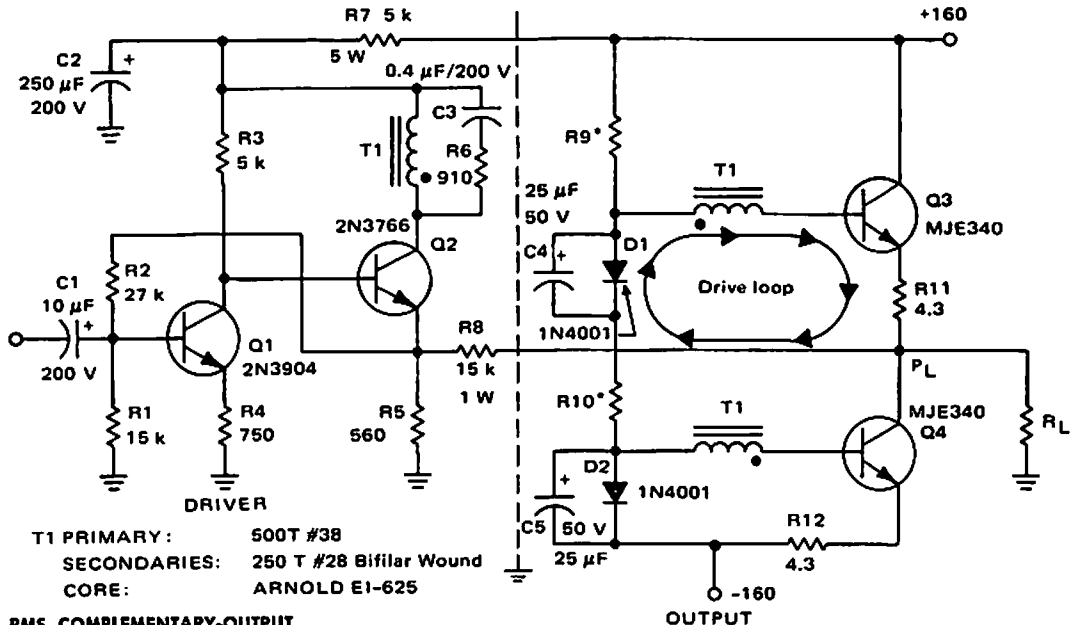 R7 5 k
5 W
+160
C2
+
250 µF
200 V
0.4 µF/200 V
C3
R3
5 k
T1
R6
910
R9*
T1
25 µF
50 V
Q3
MJE340
2N3766
Q2
C4
+
D1
Drive loop
R2
27 k
C1
10 µF
+
200 V
Q1
2N3904
1N4001
R11
4.3
R8
15 k
1 W
PL
R10*
T1
MJE340
Q4
RL
R1
15 k
R4
750
R5
560
D2
1N4001
+
C5
50 V
25 µF
R12
4.3
DRIVER
-160
OUTPUT
T1 PRIMARY: 500T #38
SECONDARIES: 250 T #28 Bifilar Wound
CORE: ARNOLD EI-625
RMS COMPLEMENTARY-OUTPUT